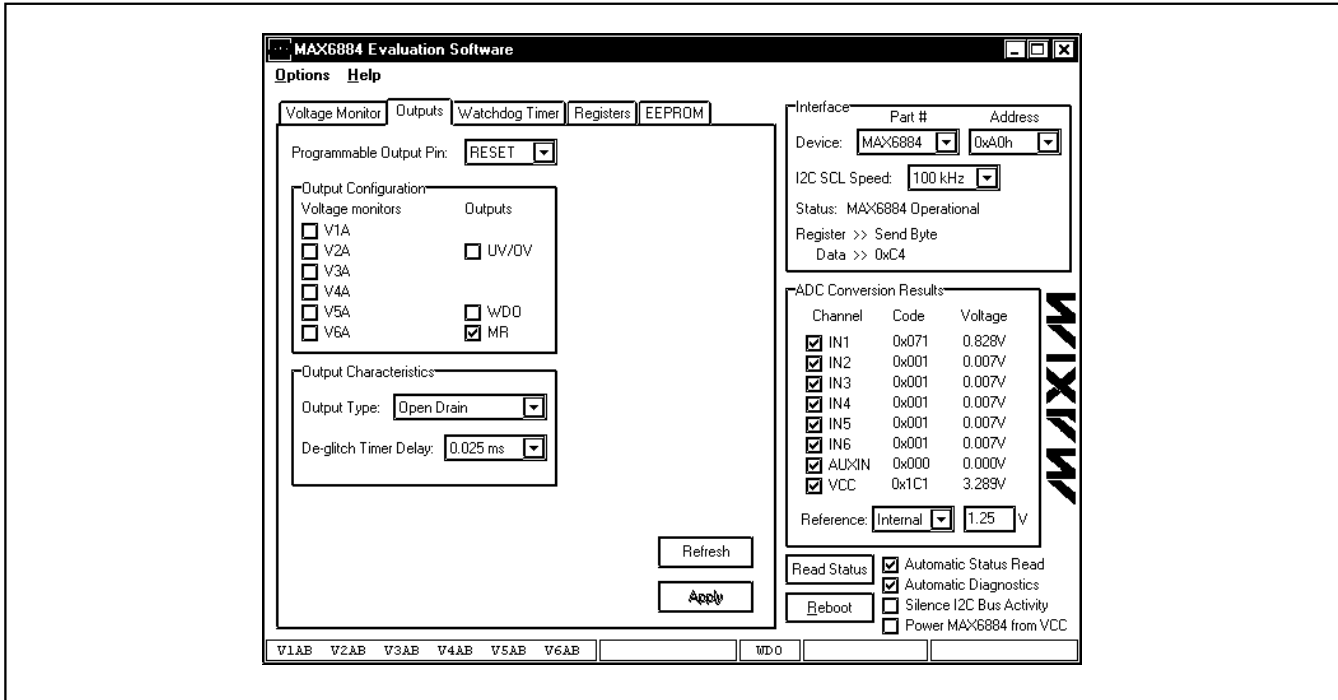 MAX6884 Evaluation Software
Options Help
Voltage Monitor Outputs Watchdog Timer Registers EEPROM
Programmable Output Pin: RESET
Output Configuration
Voltage monitors Outputs
V1A
V2A UV/OV
V3A
V4A
V5A WDO
V6A MR
Output Characteristics
Output Type: Open Drain
De-glitch Timer Delay: 0.025 ms
Refresh
Apply
Interface
Part # Address
Device: MAX6884 0xA0h
I2C SCL Speed: 100 kHz
Status: MAX6884 Operational
Register >> Send Byte
Data >> 0xC4
ADC Conversion Results
Channel Code Voltage
IN1 0x071 0.828V
IN2 0x001 0.007V
IN3 0x001 0.007V
IN4 0x001 0.007V
IN5 0x001 0.007V
IN6 0x001 0.007V
AUXIN 0x000 0.000V
VCC 0x1C1 3.289V
Reference: Internal 1.25 V
MAXIM
Read Status
Reboot
Automatic Status Read
Automatic Diagnostics
Silence I2C Bus Activity
Power MAX6884 from VCC
V1AB V2AB V3AB V4AB V5AB V6AB WDO